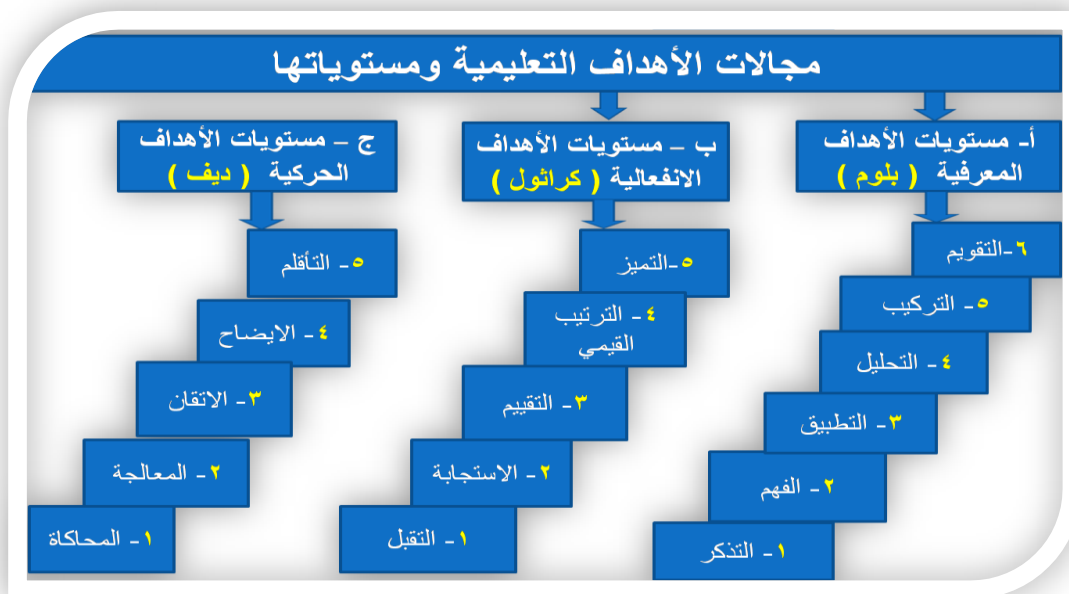 مجالات الأهداف التعليمية ومستوياتها
أ- مستويات الأهداف
المعرفية ( بلوم )
٦-التقويم
٥- التركيب
٤- التحليل
٣- التطبيق
٢- الفهم
١- التذكر
ب – مستويات الأهداف
الانفعالية ( كراثول )
٥-التميز
٤- الترتيب
القيمي
٣- التقييم
٢- الاستجابة
١- التقبل
ج – مستويات الأهداف
الحركية ( ديف )
٥- التأقلم
٤- الايضاح
٣- الاتقان
٢- المعالجة
١- المحاكاة